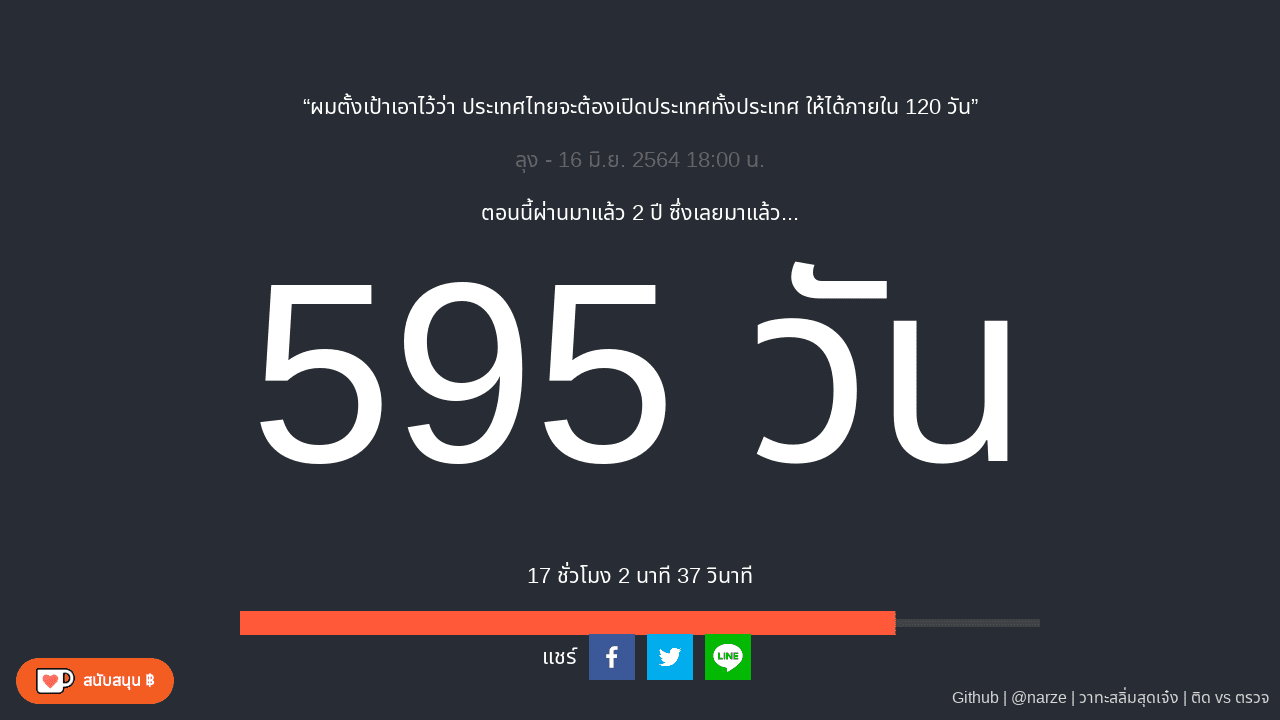 “ผมตั้งเป้าเอาไว้ว่า ประเทศไทยจะต้องเปิดประเทศทั้งประเทศ ให้ได้ภายใน 120 วัน”
ลุง - 16 มิ.ย. 2564 18:00 น.
ตอนนี้ผ่านมาแล้ว 2 ปี ซึ่งเลยมาแล้ว...
595 วัน
17 ชั่วโมง 2 นาที 37 วินาที
แชร์
LINE
สนับสนุน ฿
Github | @narze | วาทะสลิ่มสุดเจ๋ง | ติด vs ตรวจ